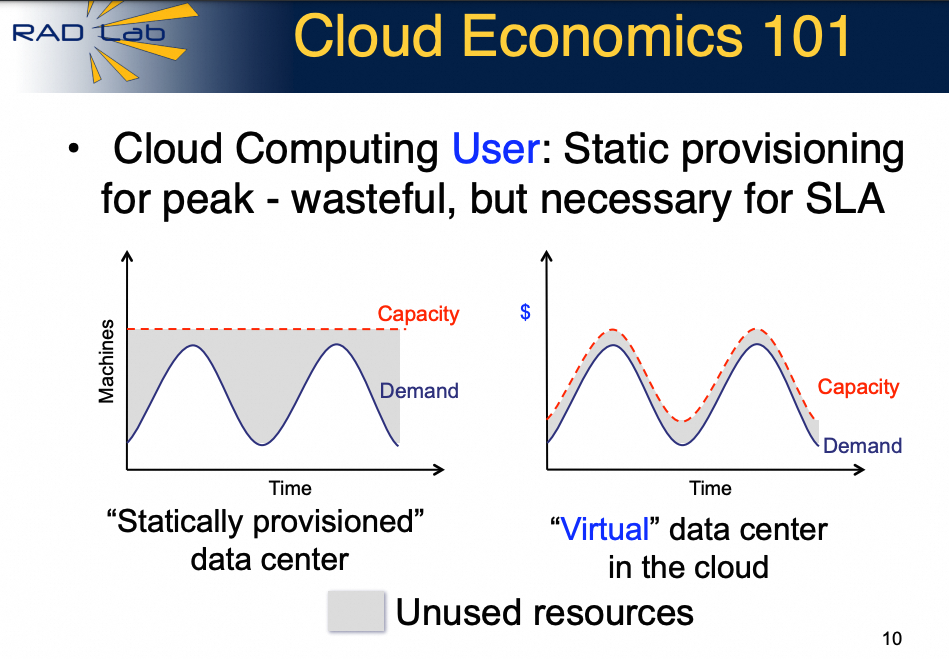 RAD Lab
Cloud Economics 101
• Cloud Computing User: Static provisioning
for peak - wasteful, but necessary for SLA
Machines
Capacity
Demand
Time
“Statically provisioned”
data center
$
Capacity
Demand
Time
“Virtual” data center
in the cloud
Unused resources
10